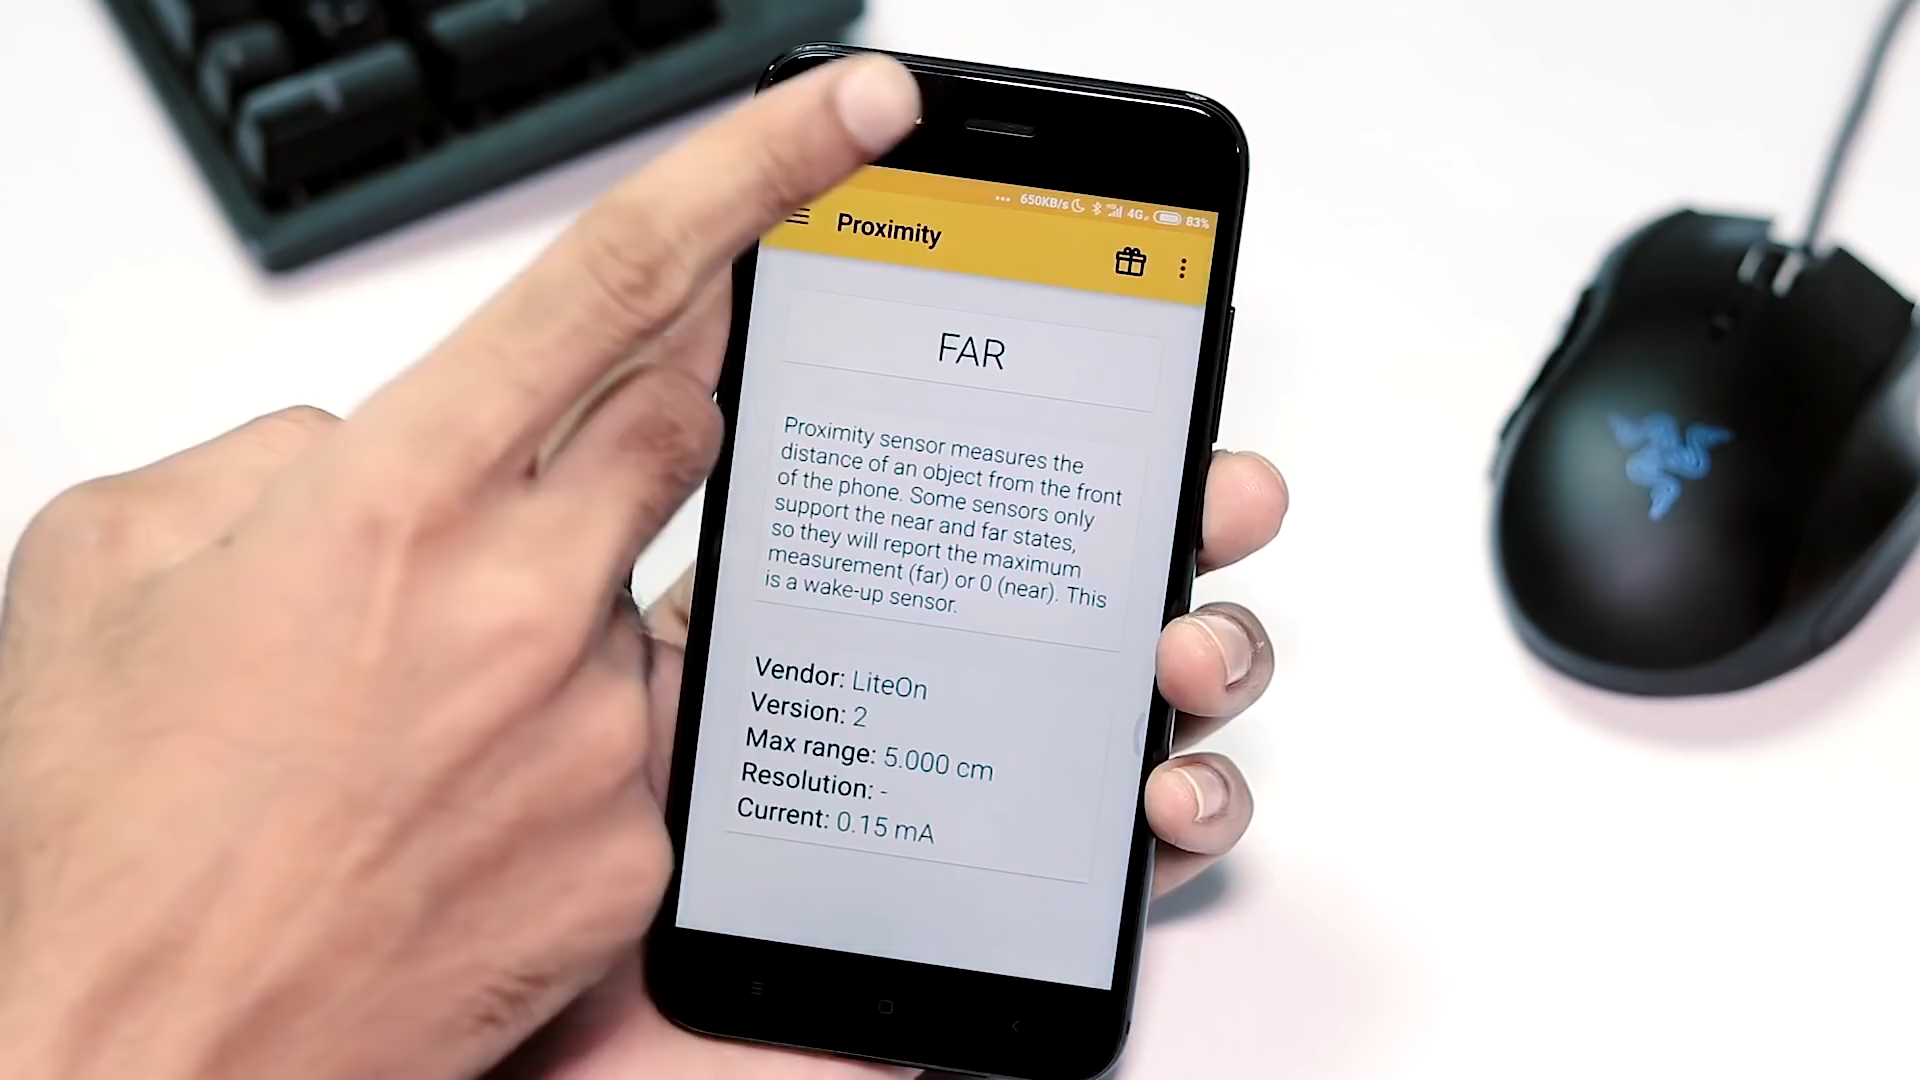 650KB/s 4G 83%
Proximity
FAR
Proximity sensor measures the
distance of an object from the front
of the phone. Some sensors only
support the near and far states,
so they will report the maximum
measurement (far) or 0 (near). This
is a wake-up sensor.
Vendor: LiteOn
Version: 2
Max range: 5.000 cm
Resolution: -
Current: 0.15 mA